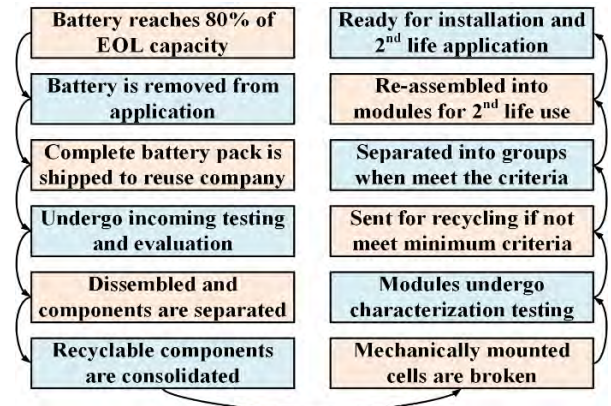 Battery reaches 80% of
EOL capacity
Battery is removed from
application
Complete battery pack is
shipped to reuse company
Undergo incoming testing
and evaluation
Dissembled and
components are separated
Recyclable components
are consolidated
Ready for installation and
2nd life application
Re-assembled into
modules for 2nd life use
Separated into groups
when meet the criteria
Sent for recycling if not
meet minimum criteria
Modules undergo
characterization testing
Mechanically mounted
cells are broken